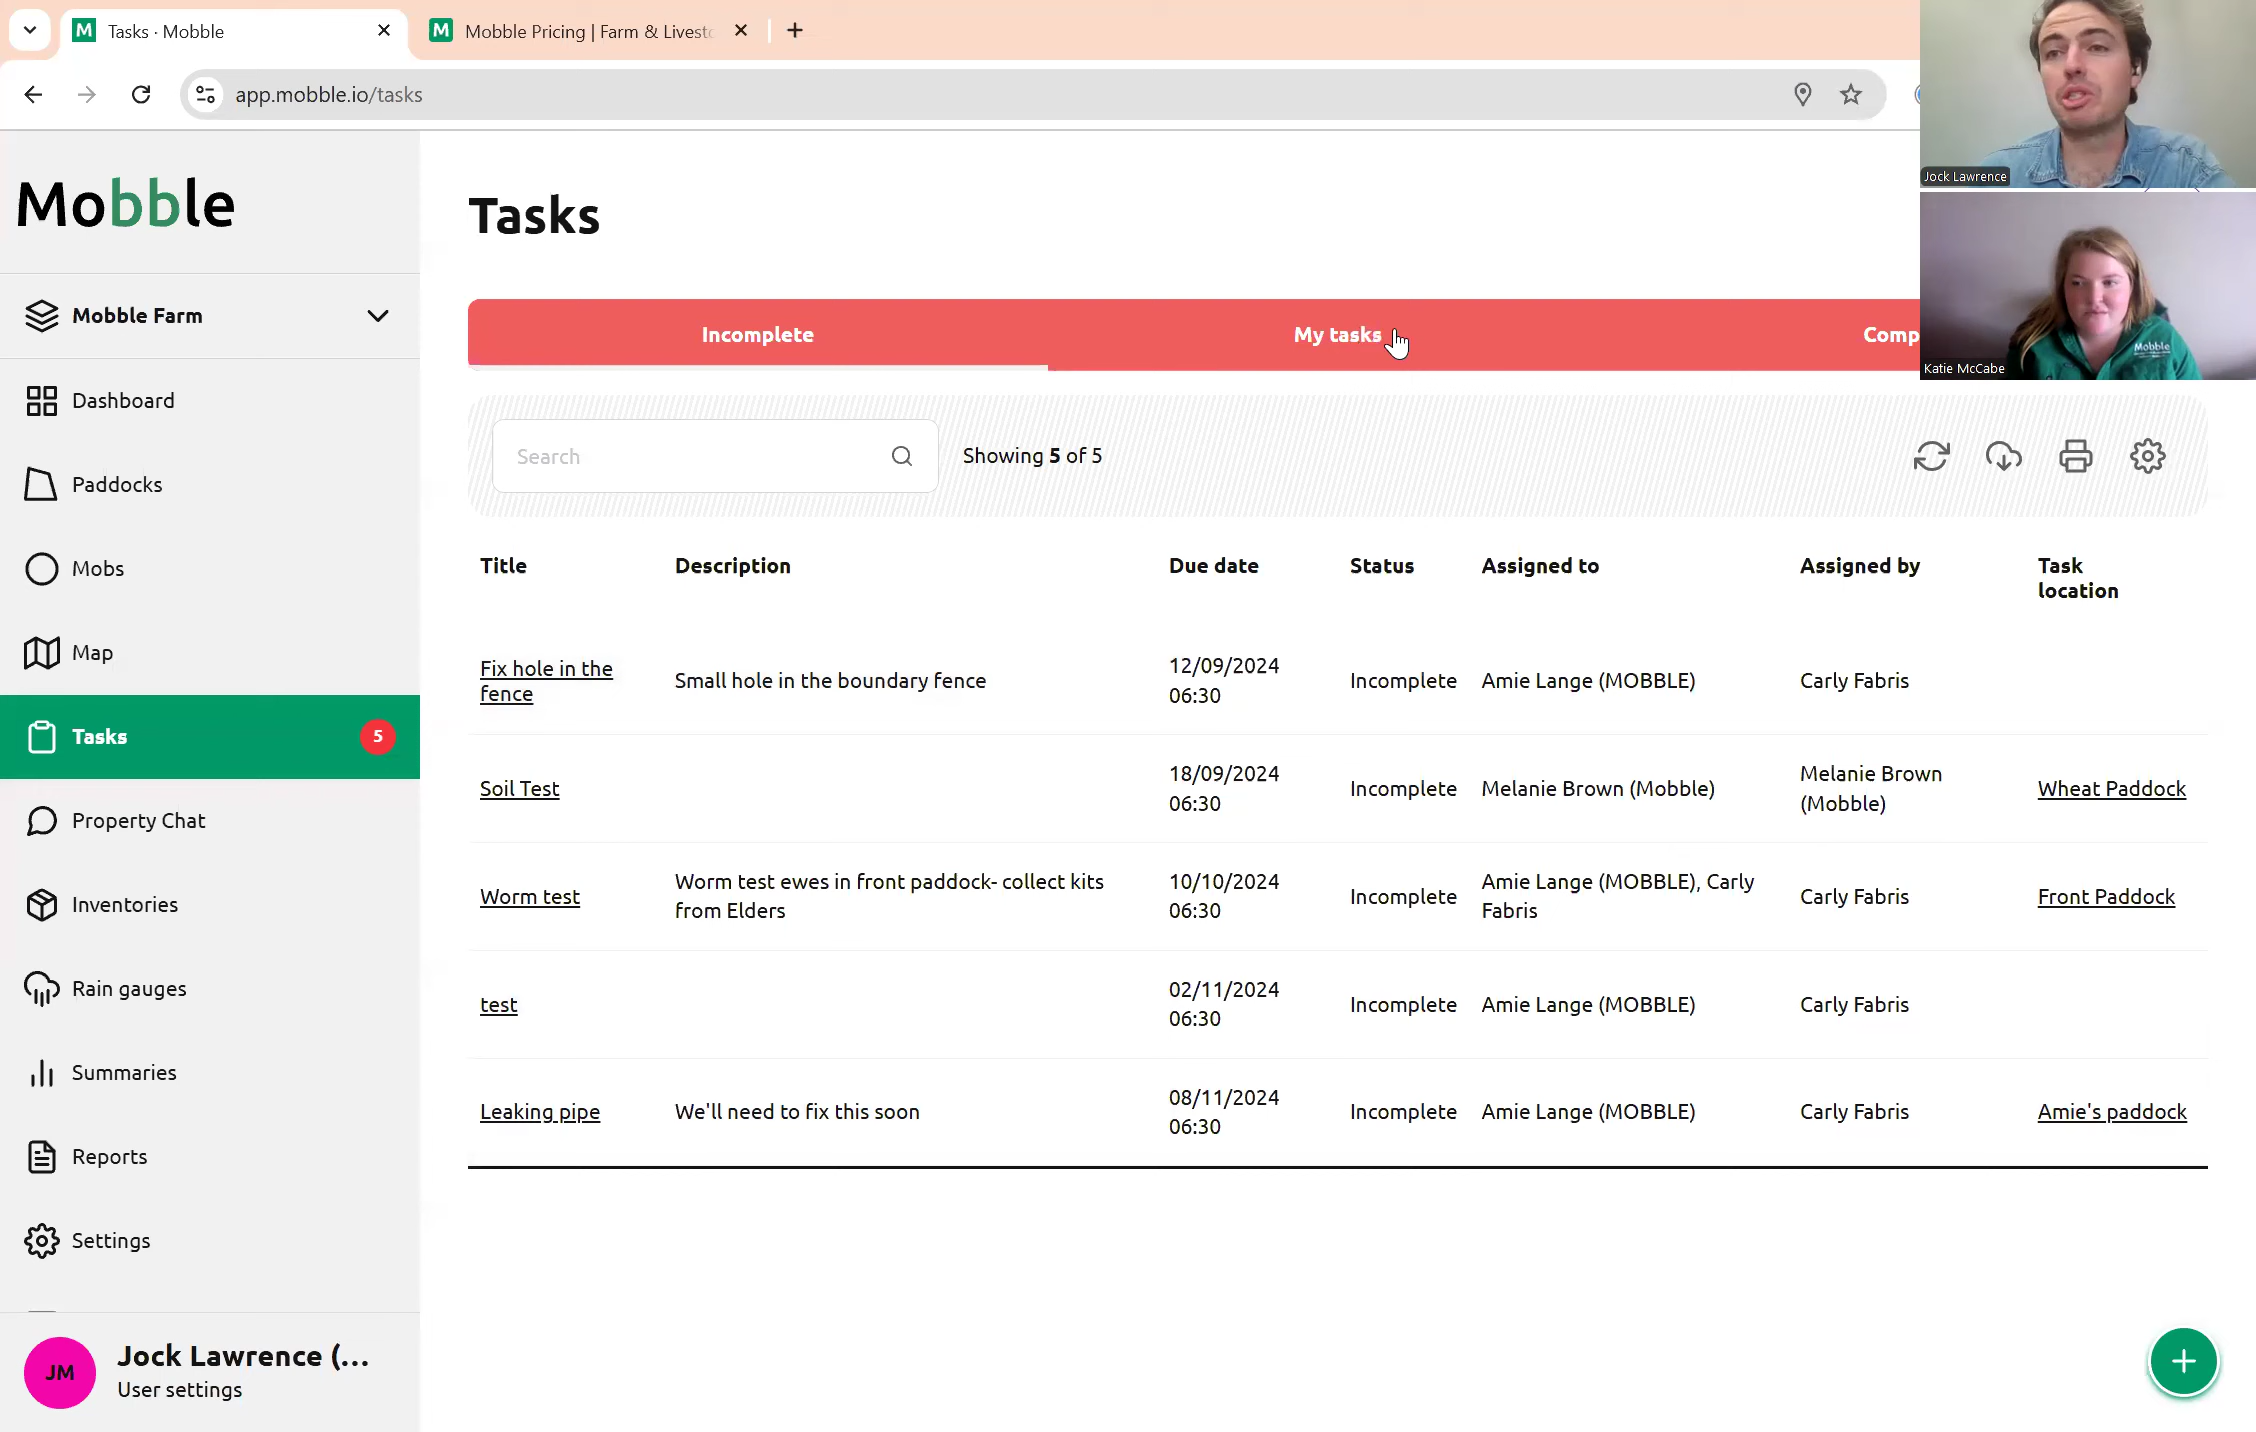 M Tasks · Mobble
M Mobble Pricing | Farm & Livest
app.mobble.io/tasks
Jock Lawrence
Katie McCabe
Mobble
Mobble
Mobble Farm
Dashboard
Paddocks
Mobs
Map
Tasks 5
Property Chat
Inventories
Rain gauges
Summaries
Reports
Settings
JM
Jock Lawrence (...
User settings
Tasks
Incomplete My tasks Comp
Search
Showing 5 of 5
Title Description Due date Status Assigned to Assigned by Task
location
Fix hole in the
fence
Small hole in the boundary fence
12/09/2024
06:30
Incomplete
Amie Lange (MOBBLE)
Carly Fabris
Soil Test
18/09/2024
06:30
Incomplete
Melanie Brown (Mobble)
Melanie Brown
(Mobble)
Wheat Paddock
Worm test
Worm test ewes in front paddock- collect kits
from Elders
10/10/2024
06:30
Incomplete
Amie Lange (MOBBLE), Carly
Fabris
Carly Fabris
Front Paddock
test
02/11/2024
06:30
Incomplete
Amie Lange (MOBBLE)
Carly Fabris
Leaking pipe
We'll need to fix this soon
08/11/2024
06:30
Incomplete
Amie Lange (MOBBLE)
Carly Fabris
Amie's paddock